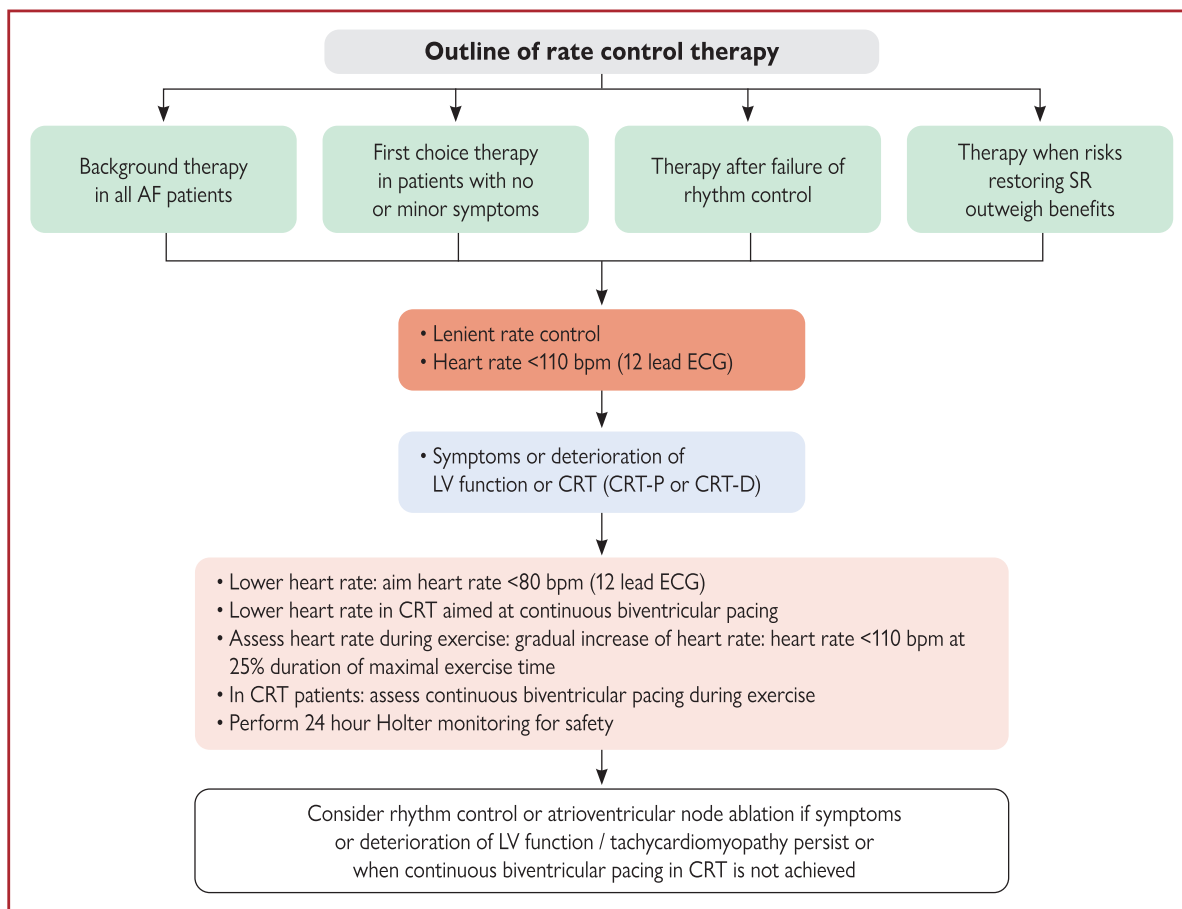 Outline of rate control therapy
Background therapy
in all AF patients
First choice therapy
in patients with no
or minor symptoms
Therapy after failure of
rhythm control
Therapy when risks
restoring SR
outweigh benefits
• Lenient rate control
• Heart rate <110 bpm (12 lead ECG)
• Symptoms or deterioration of
LV function or CRT (CRT-P or CRT-D)
• Lower heart rate: aim heart rate <80 bpm (12 lead ECG)
• Lower heart rate in CRT aimed at continuous biventricular pacing
• Assess heart rate during exercise: gradual increase of heart rate: heart rate <110 bpm at
25% duration of maximal exercise time
• In CRT patients: assess continuous biventricular pacing during exercise
• Perform 24 hour Holter monitoring for safety
Consider rhythm control or atrioventricular node ablation if symptoms
or deterioration of LV function / tachycardiomyopathy persist or
when continuous biventricular pacing in CRT is not achieved